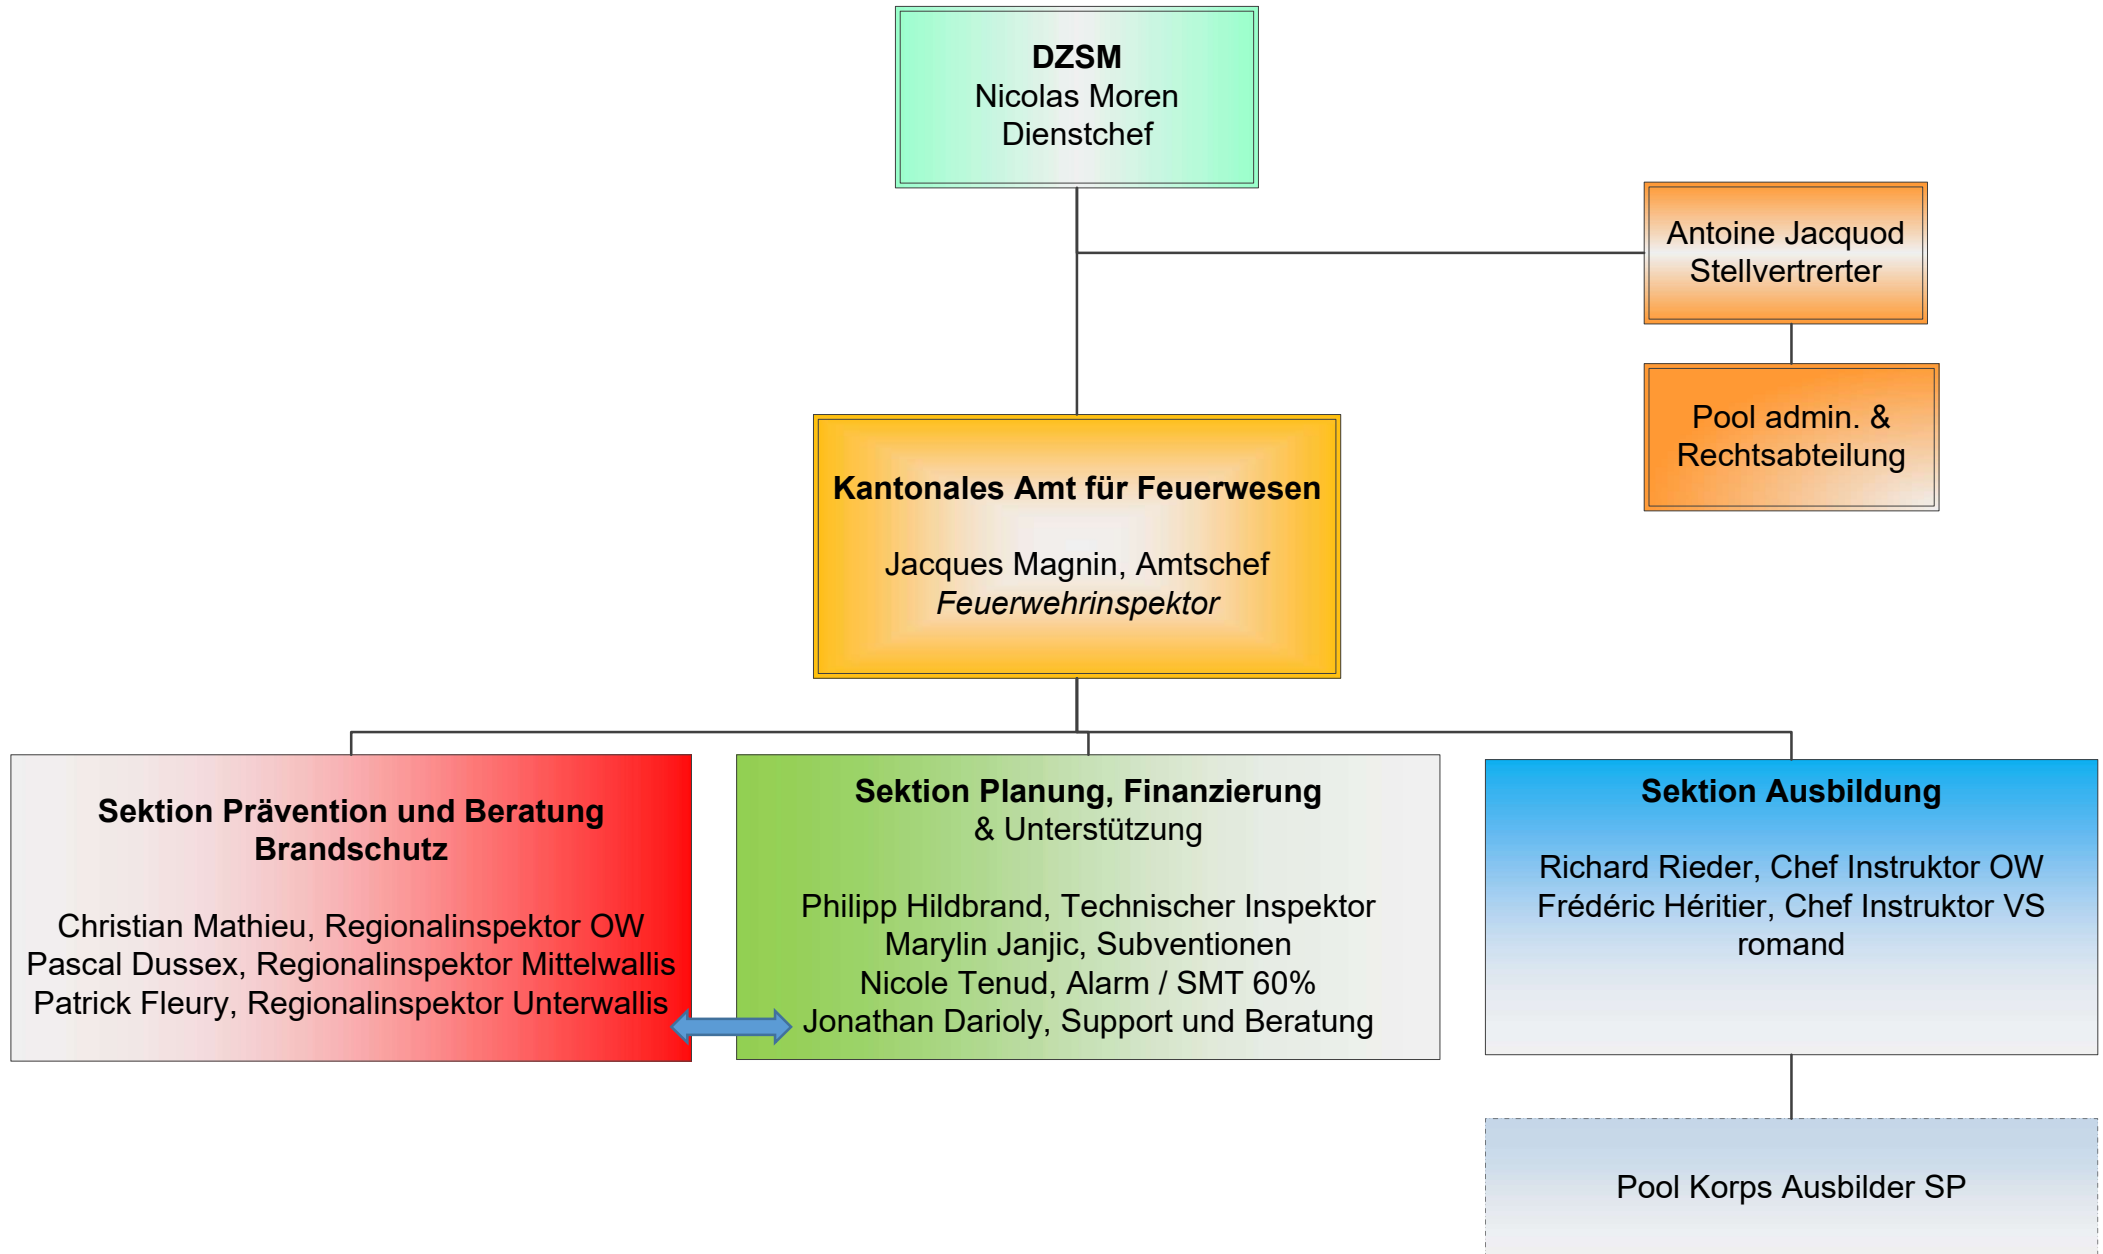 DZSM
Nicolas Moren
Dienstchef
Antoine Jacquod
Stellvertrerter
Pool admin. &
Rechtsabteilung
Kantonales Amt für Feuerwesen
Jacques Magnin, Amtschef
Feuerwehrinspektor
Sektion Prävention und Beratung
Brandschutz
Christian Mathieu, Regionalinspektor OW
Pascal Dussex, Regionalinspektor Mittelwallis
Patrick Fleury, Regionalinspektor Unterwallis
Sektion Planung, Finanzierung
& Unterstützung
Philipp Hildbrand, Technischer Inspektor
Marylin Janjic, Subventionen
Nicole Tenud, Alarm / SMT 60%
Jonathan Darioly, Support und Beratung
Sektion Ausbildung
Richard Rieder, Chef Instruktor OW
Frédéric Héritier, Chef Instruktor VS
romand
Pool Korps Ausbilder SP